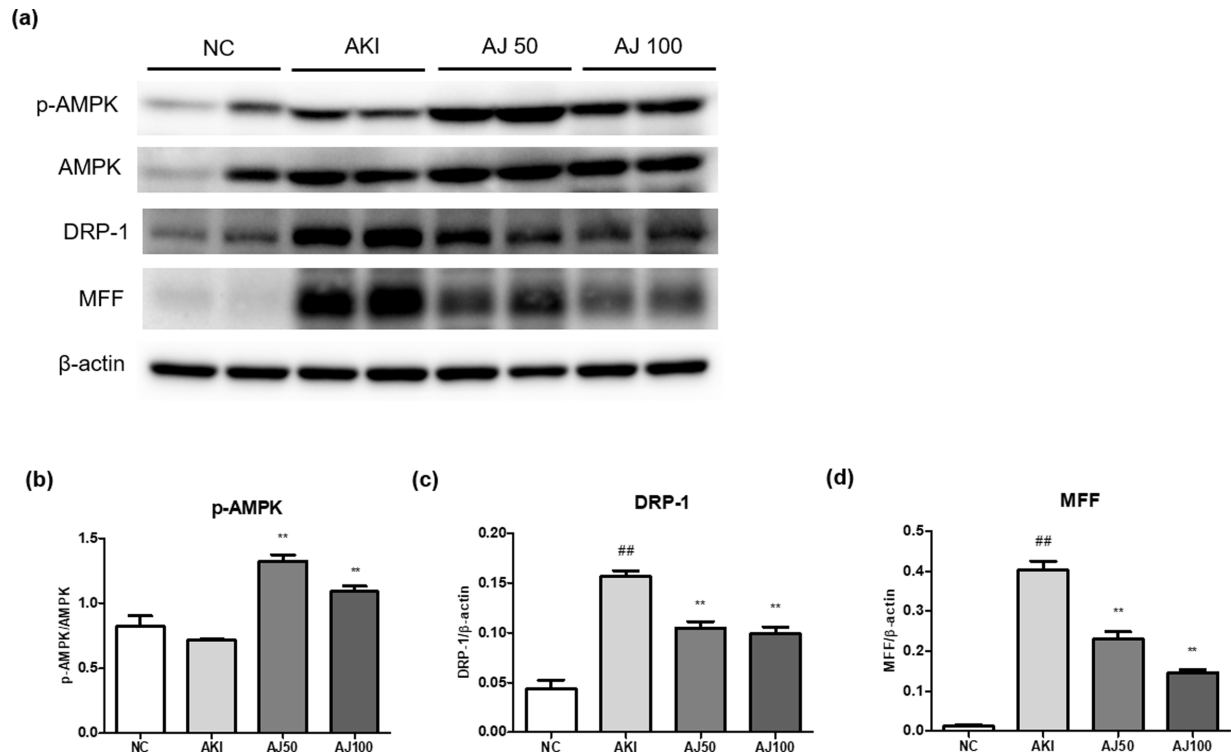 (a)
NC AKI AJ 50 AJ 100
p-AMPK
AMPK
DRP-1
MFF
β-actin
(b)
p-AMPK
p-AMPK/AMPK
1.5
**
**
1.0
0.5
0.0
NC AKI AJ50 AJ100
(c)
DRP-1
DRP-1/β-actin
0.20
##
0.15
**
**
0.10
0.05
0.00
NC AKI AJ50 AJ100
(d)
MFF
MFF/β-actin
0.5
##
0.4
0.3
**
0.2
**
0.1
0.0
NC AKI AJ50 AJ100